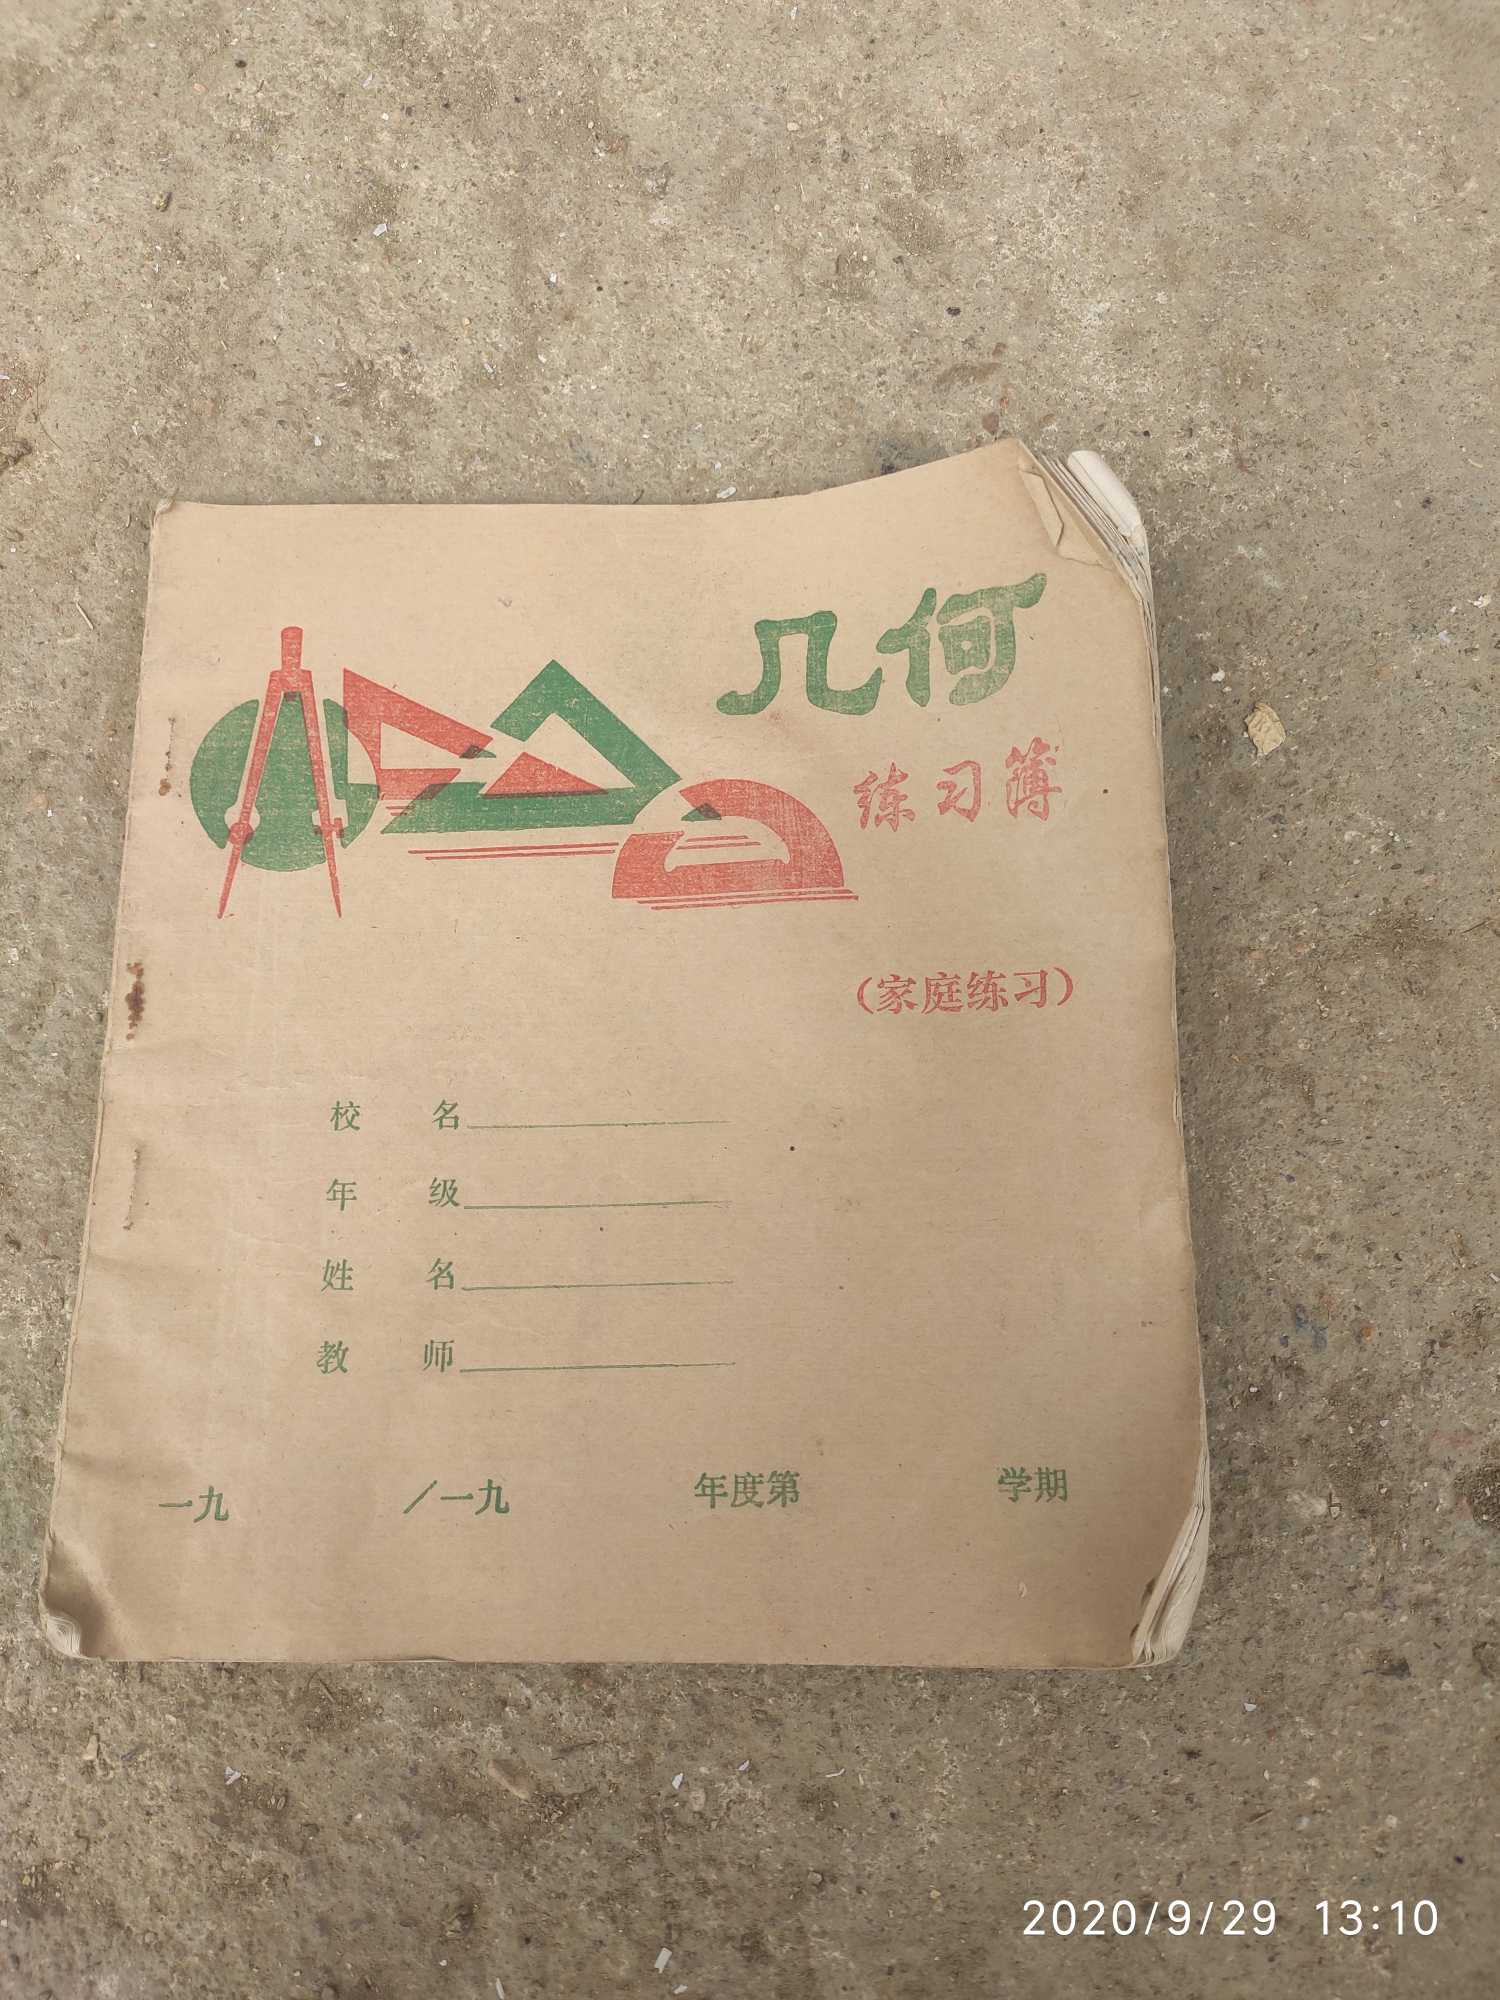 几何
练习簿
（家庭练习）
校 名
年 级
姓 名
教 师
一九 /一九 年度第 学期
2020/9/29 13:10